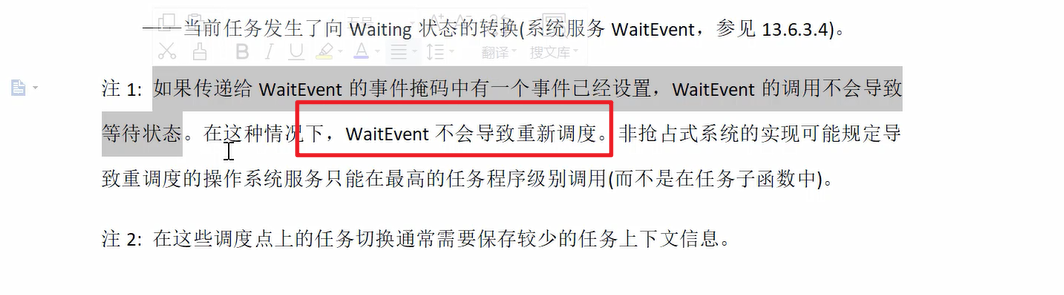 ——当前任务发生了向 Waiting 状态的转换(系统服务 WaitEvent，参见 13.6.3.4)。
B I U A 翻译 搜文库
注 1: 如果传递给 WaitEvent 的事件掩码中有一个事件已经设置，WaitEvent 的调用不会导致
等待状态。在这种情况下，WaitEvent 不会导致重新调度。非抢占式系统的实现可能规定导
致重调度的操作系统服务只能在最高的任务程序级别调用(而不是在任务子函数中)。
注 2: 在这些调度点上的任务切换通常需要保存较少的任务上下文信息。